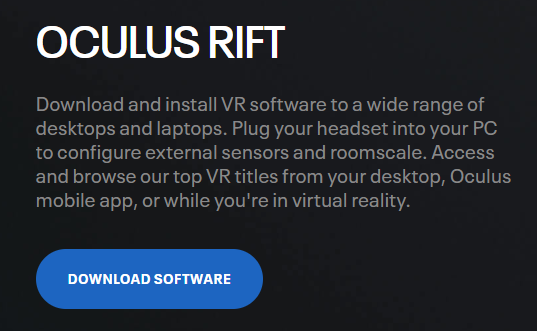 OCULUS RIFT
Download and install VR software to a wide range of
desktops and laptops. Plug your headset into your PC
to configure external sensors and roomscale. Access
and browse our top VR titles from your desktop, Oculus
mobile app, or while you're in virtual reality.
DOWNLOAD SOFTWARE